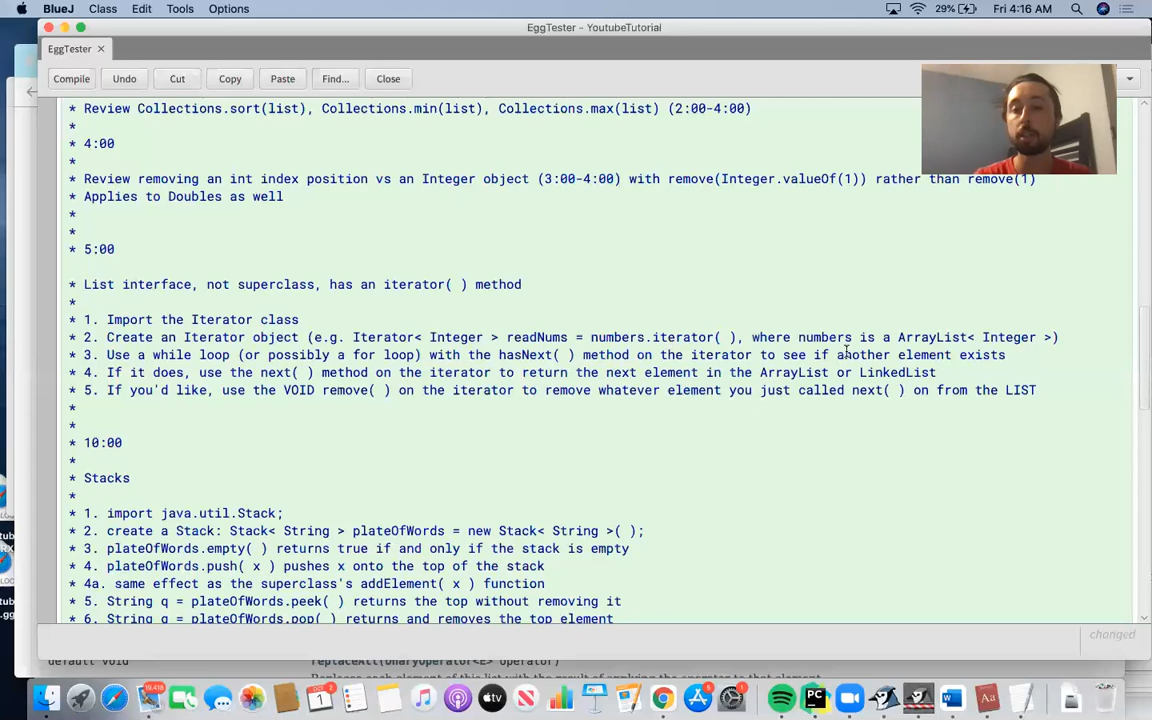 BlueJ Class Edit Tools Options 29% Fri 4:16 AM
EggTester - YoutubeTutorial
EggTester ×
Compile Undo Cut Copy Paste Find... Close
* Review Collections.sort(list), Collections.min(list), Collections.max(list) (2:00-4:00)
*
* 4:00
*
* Review removing an int index position vs an Integer object (3:00-4:00) with remove(Integer.valueOf(1)) rather than remove(1)
* Applies to Doubles as well
*
*
* 5:00
* List interface, not superclass, has an iterator( ) method
*
* 1. Import the Iterator class
* 2. Create an Iterator object (e.g. Iterator< Integer > readNums = numbers.iterator( ), where numbers is a ArrayList< Integer >)
* 3. Use a while loop (or possibly a for loop) with the hasNext( ) method on the iterator to see if another element exists
* 4. If it does, use the next( ) method on the iterator to return the next element in the ArrayList or LinkedList
* 5. If you'd like, use the VOID remove( ) on the iterator to remove whatever element you just called next( ) on from the LIST
*
*
* 10:00
*
* Stacks
*
* 1. import java.util.Stack;
* 2. create a Stack: Stack< String > plateOfWords = new Stack< String >( );
* 3. plateOfWords.empty( ) returns true if and only if the stack is empty
* 4. plateOfWords.push( x ) pushes x onto the top of the stack
* 4a. same effect as the superclass's addElement( x ) function
* 5. String q = plateOfWords.peek( ) returns the top without removing it
* 6. String q = plateOfWords.pop( ) returns and removes the top element
changed
default void replaceAll(UnaryOperator<E> operator)